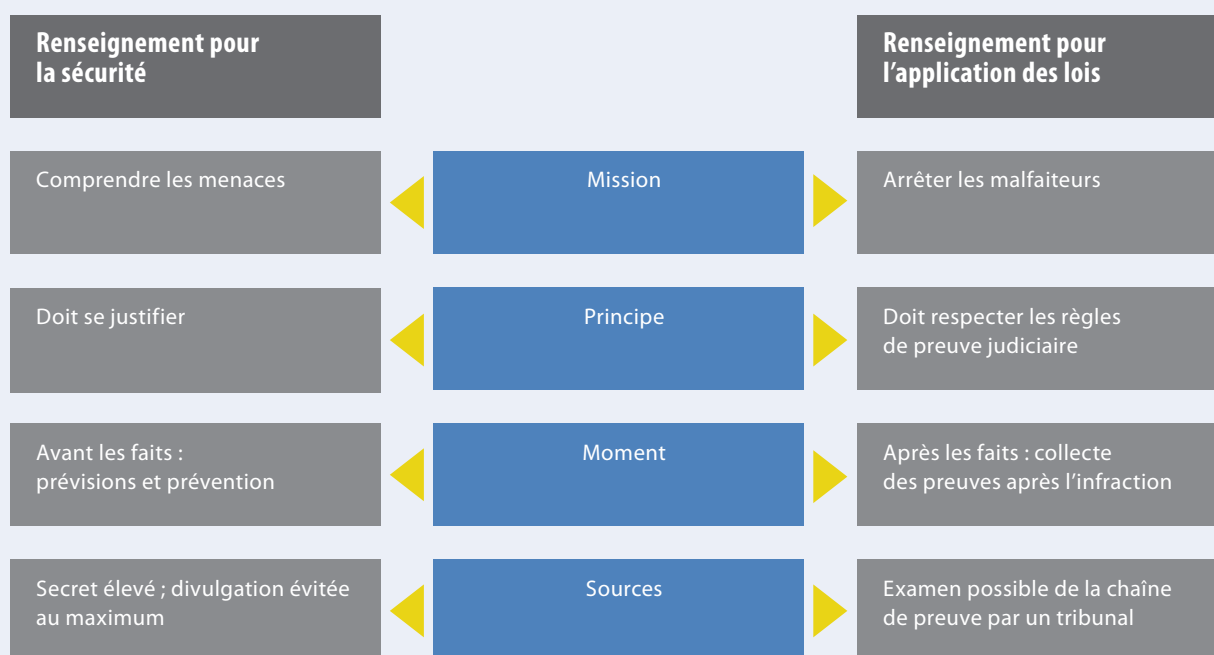 Renseignement pour
la sécurité
Renseignement pour
l’application des lois
Comprendre les menaces
Mission
Arrêter les malfaiteurs
Doit se justifier
Principe
Doit respecter les règles
de preuve judiciaire
Avant les faits :
prévisions et prévention
Moment
Après les faits : collecte
des preuves après l’infraction
Secret élevé ; divulgation évitée
au maximum
Sources
Examen possible de la chaîne
de preuve par un tribunal